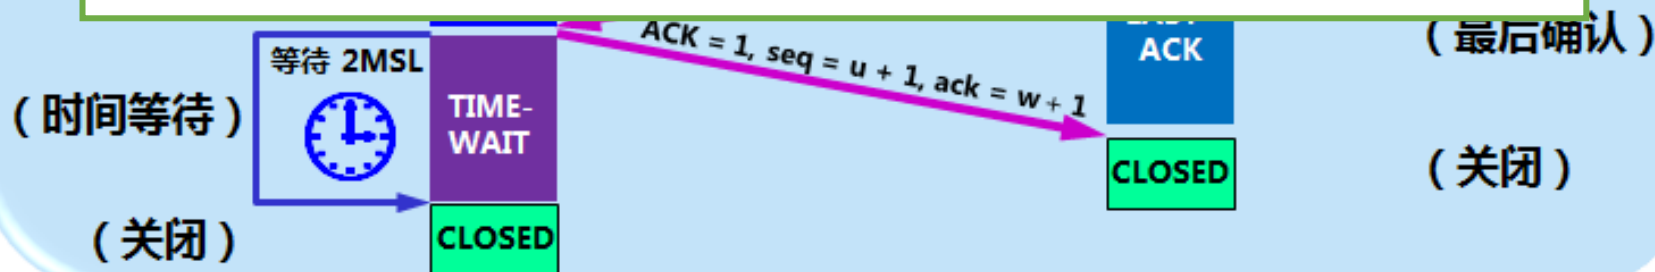 ACK
（最后确认）
等待 2MSL
ACK = 1, seq = u + 1, ack = w + 1
（时间等待）
TIME-
WAIT
CLOSED
（关闭）
（关闭）
CLOSED